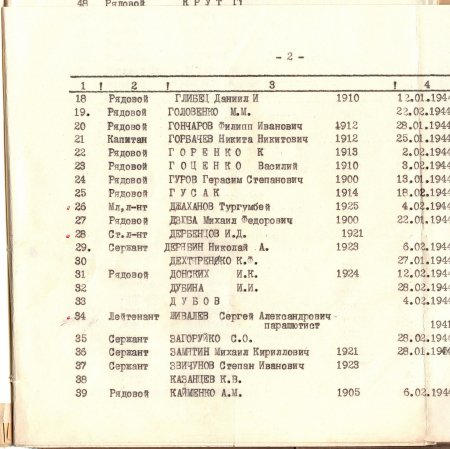 48 Рядовой К Р У Т Ц
- 2 -
1 ! 2 ! 3 ! 4
18 Рядовой ГЛИБЕЦ Даниил И 1910 12.01.1944
19. Рядовой ГОЛОВЕНКО М.М. 22.02.1944
20 Рядовой ГОНЧАРОВ Филипп Иванович 1912 28.01.1944
21 Капитан ГОРБАЧЕВ Никита Никитович 1912 25.01.1944
22 Рядовой Г О Р Е Н К О К 1913 2.02.1944
23 Рядовой Г О Ц Е Н К О Василий 1910 3.02.1944
24 Рядовой ГУРОВ Герасим Степанович 1900 13.01.1944
25 Рядовой Г У С А К 1914 18.02.1944
26 Мл,л-нт ДЖАХАНОВ Тургумбей 1925 4.02.1944
27 Рядовой ДЗЮБА Михаил Федорович 1900 22.01.1944
28 Ст.л-нт ДЕРБЕНЦОВ И.Д. 1921
29. Сержант ДЕРЯБИН Николай А. 1923 6.02.1944
30 ДЕХТЯРЕНКО К.Ф. 27.01.1944
31 Рядовой ДОНСКИХ И.К. 1924 12.02.1944
32 ДУБИНА И.И. 28.02.1944
33 Д У Б О В 4.02.1944
34 Лейтенант ЖИВАЛЕВ Сергей Александрович-
парашютист 1941
35 Сержант ЗАГОРУЙКО С.О. 28.02.1944
36 Сержант ЗАМЯТИН Михаил Кириллович 1921 28.01.1944
37 Сержант ЗВИЧУНОВ Степан Иванович 1923
38 КАЗАНЦЕВ К.В.
39 Рядовой КАЙМЕНКО А.М. 1905 6.02.1944